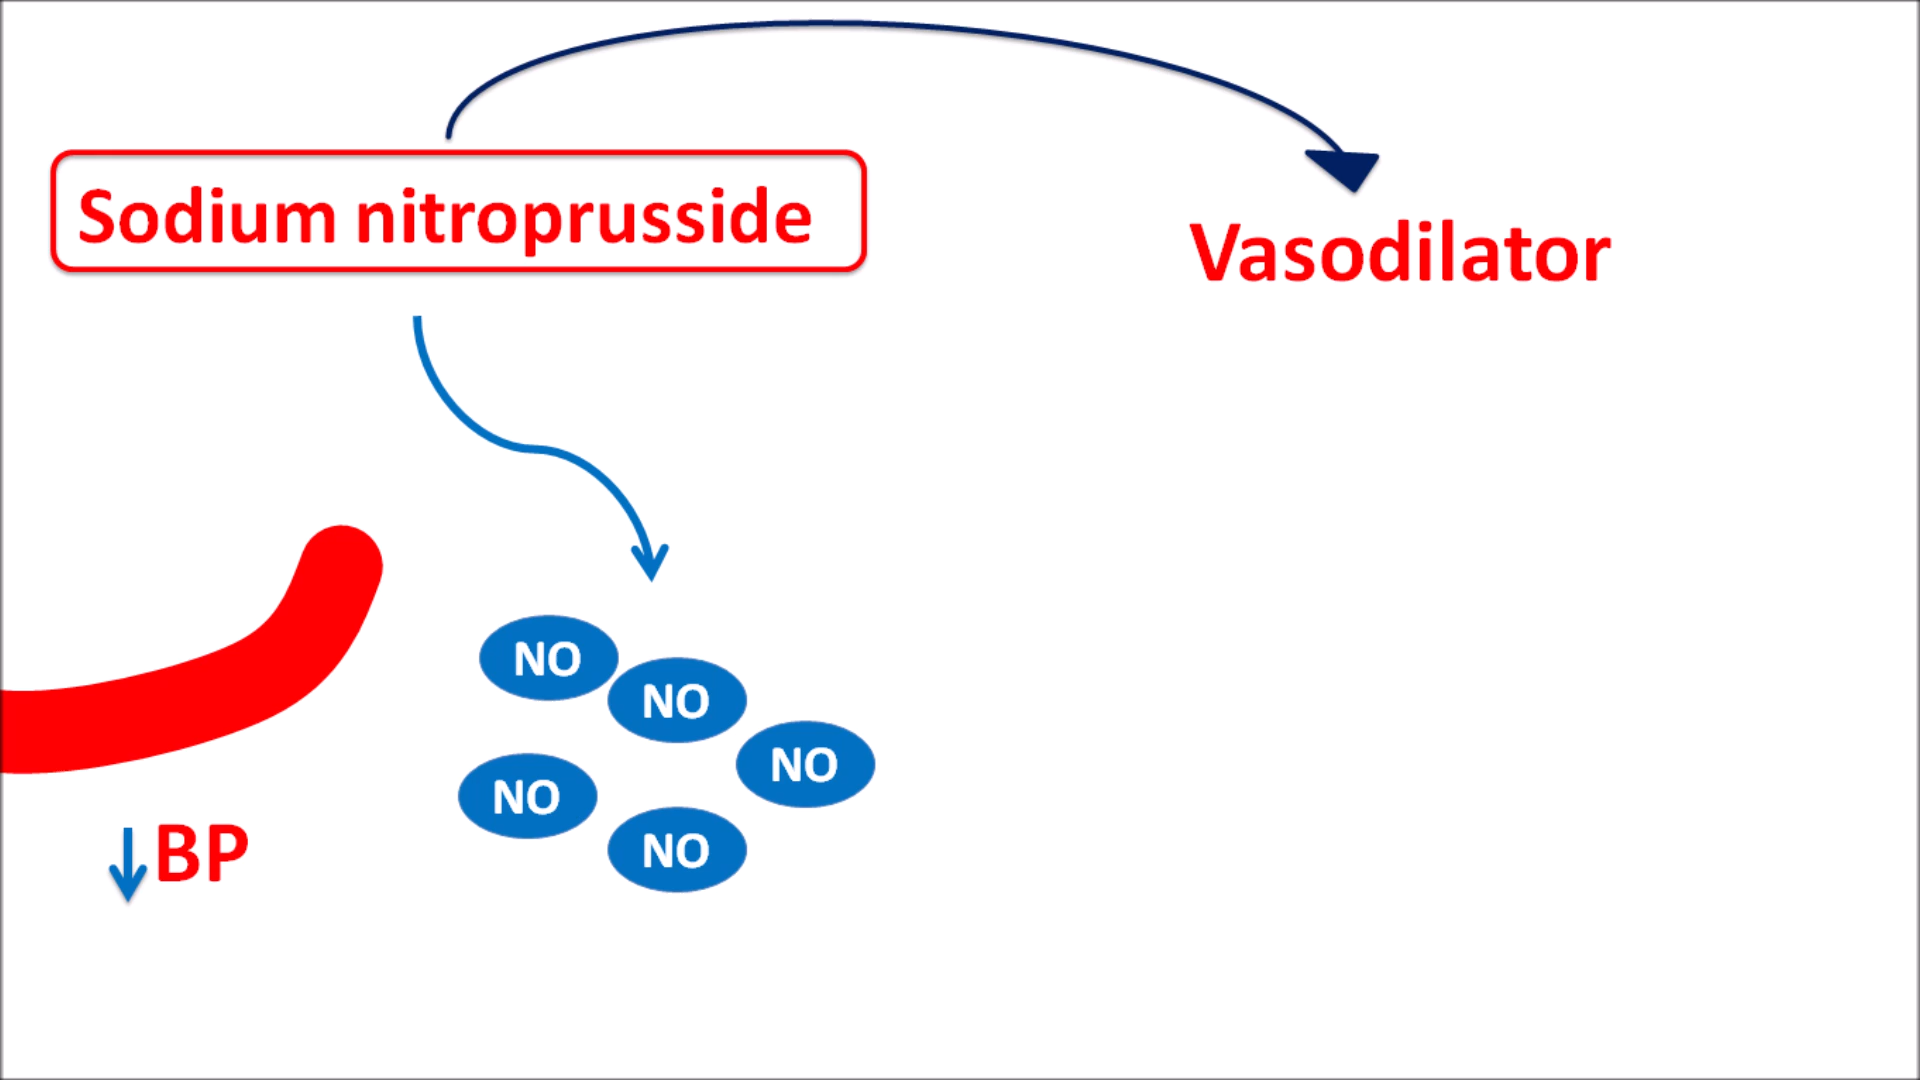 Sodium nitroprusside
Vasodilator
NO
NO
NO
NO
NO
BP